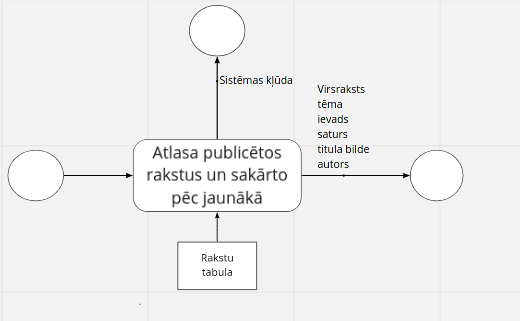 Sistēmas kļūda
Virsraksts
tēma
ievads
saturs
titula bilde
autors
Atlasa publicētos
rakstus un sakārto
pēc jaunākā
Rakstu
tabula